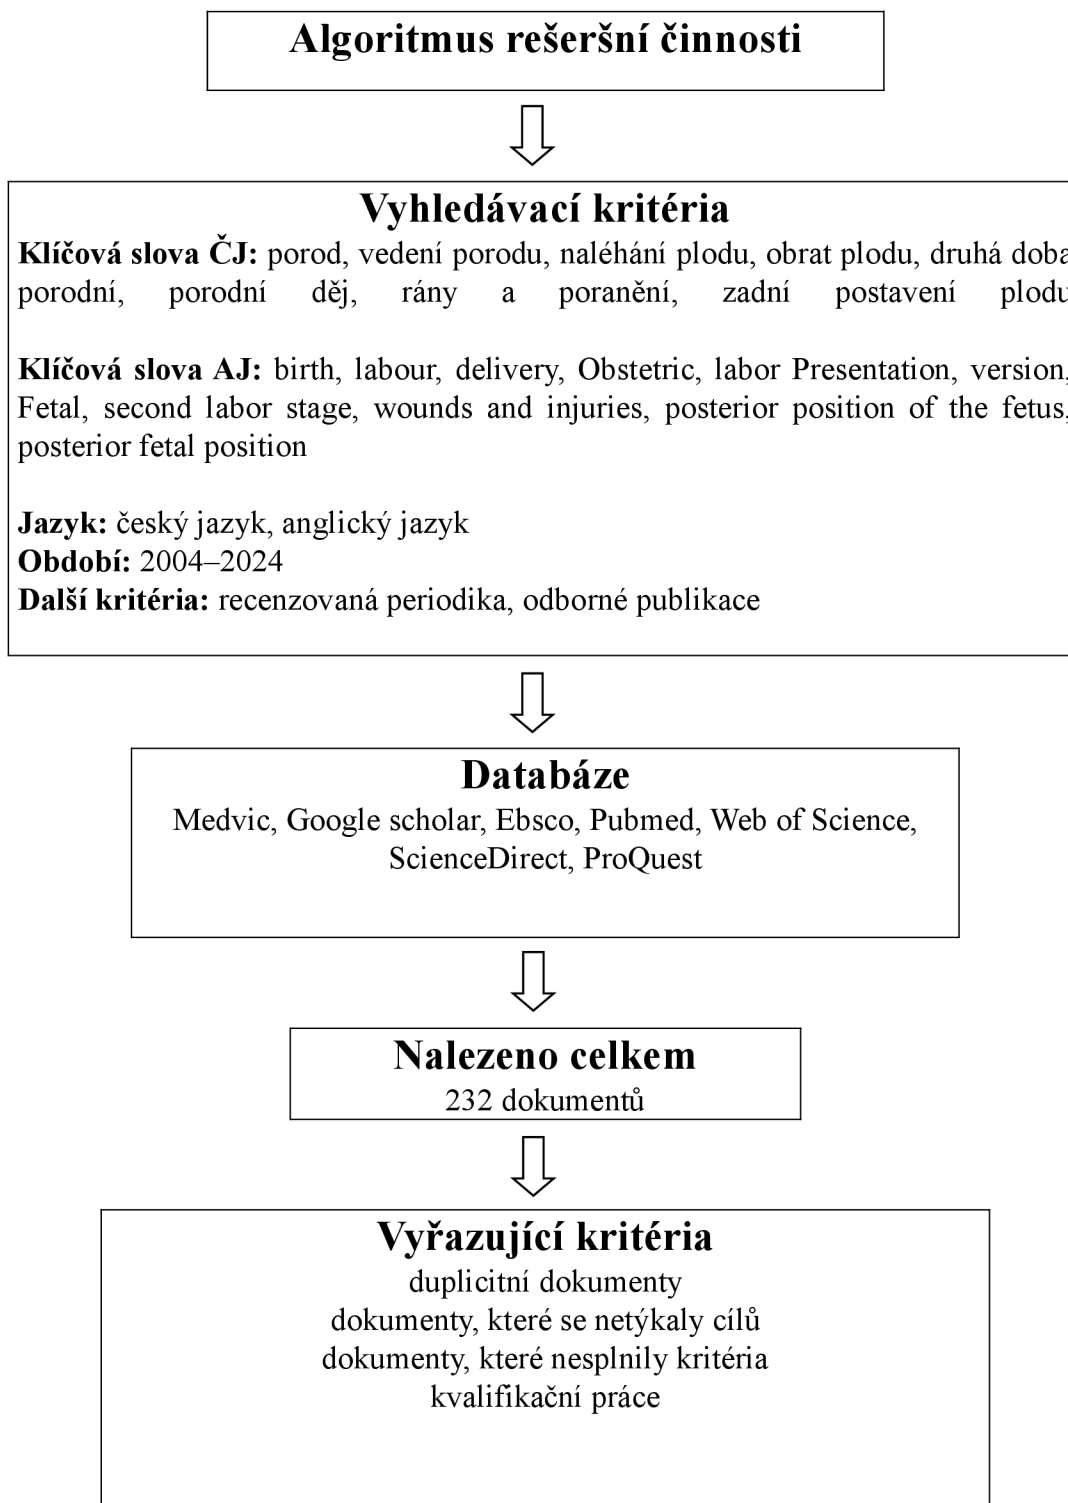 Algoritmus rešeršní činnosti
Vyhledávací kritéria
Klíčová slova ČJ: porod, vedení porodu, naléhání plodu, obrat plodu, druhá doba
porodní, porodní děj, rány a poranění, zadní postavení plodu
Klíčová slova AJ: birth, labour, delivery, Obstetric, labor Presentation, version,
Fetal, second labor stage, wounds and injuries, posterior position of the fetus,
posterior fetal position
Jazyk: český jazyk, anglický jazyk
Období: 2004–2024
Další kritéria: recenzovaná periodika, odborné publikace
Databáze
Medvic, Google scholar, Ebsco, Pubmed, Web of Science,
ScienceDirect, ProQuest
Nalezeno celkem
232 dokumentů
Vyřazující kritéria
duplicitní dokumenty
dokumenty, které se netýkaly cílů
dokumenty, které nesplnily kritéria
kvalifikační práce